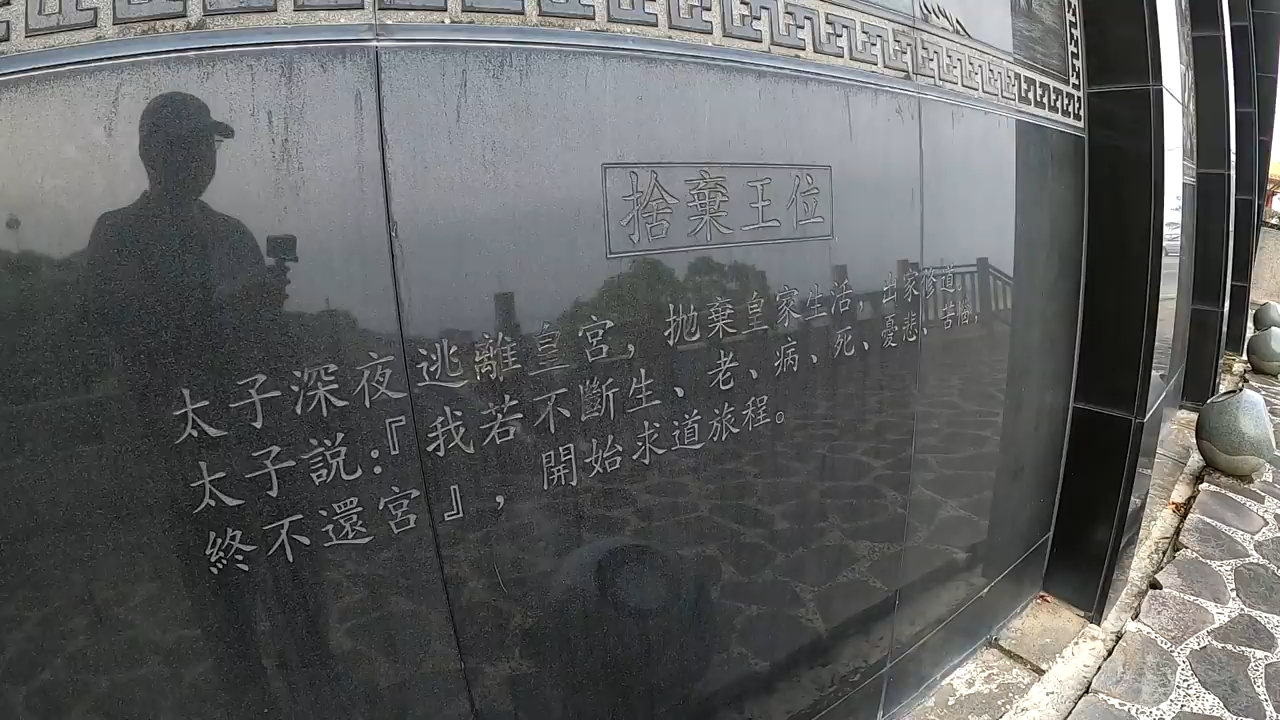 捨棄王位
太子深夜逃離皇宮，拋棄皇家生活，出家修道。
太子說：『我若不斷生、老、病、死、憂悲、苦惱，
終不還宮』，開始求道旅程。